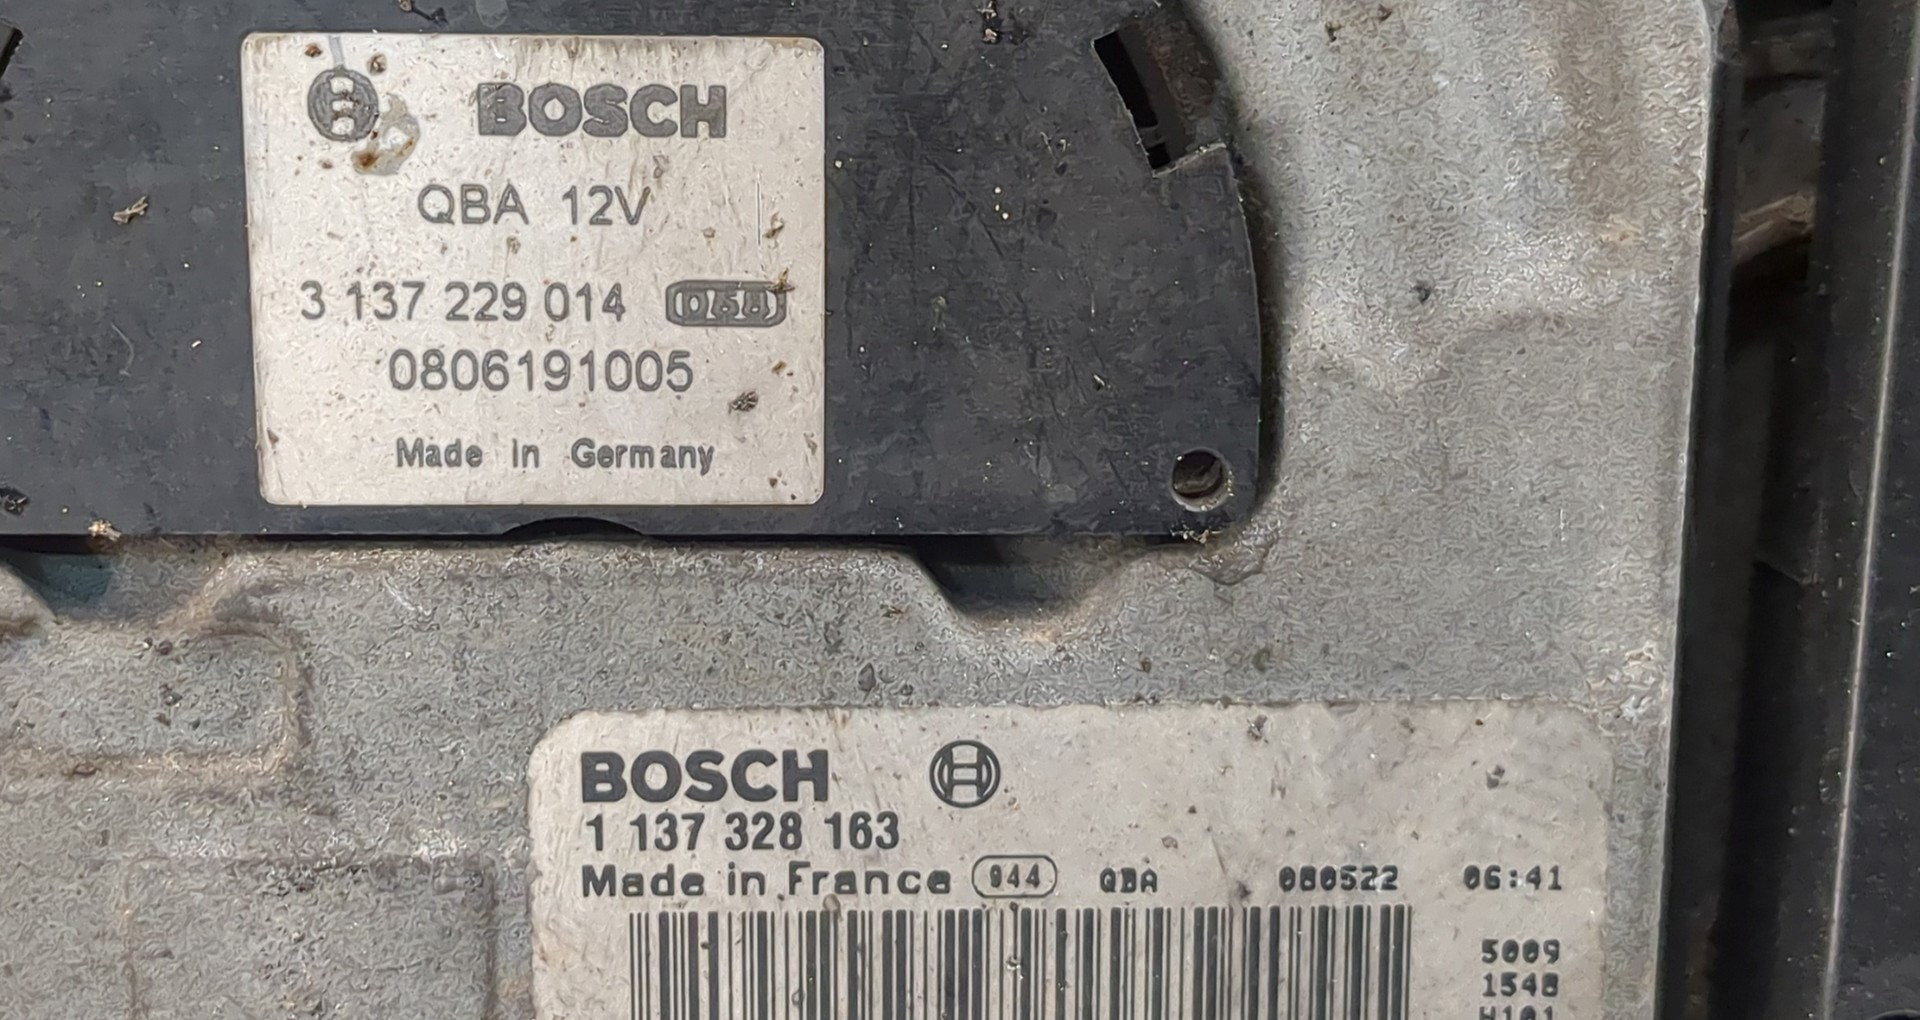 BOSCH
QBA 12V
3 137 229 014
0806191005
Made in Germany
BOSCH
1 137 328 163
Made in France 944 QBA 080522 06:41
5009
1548